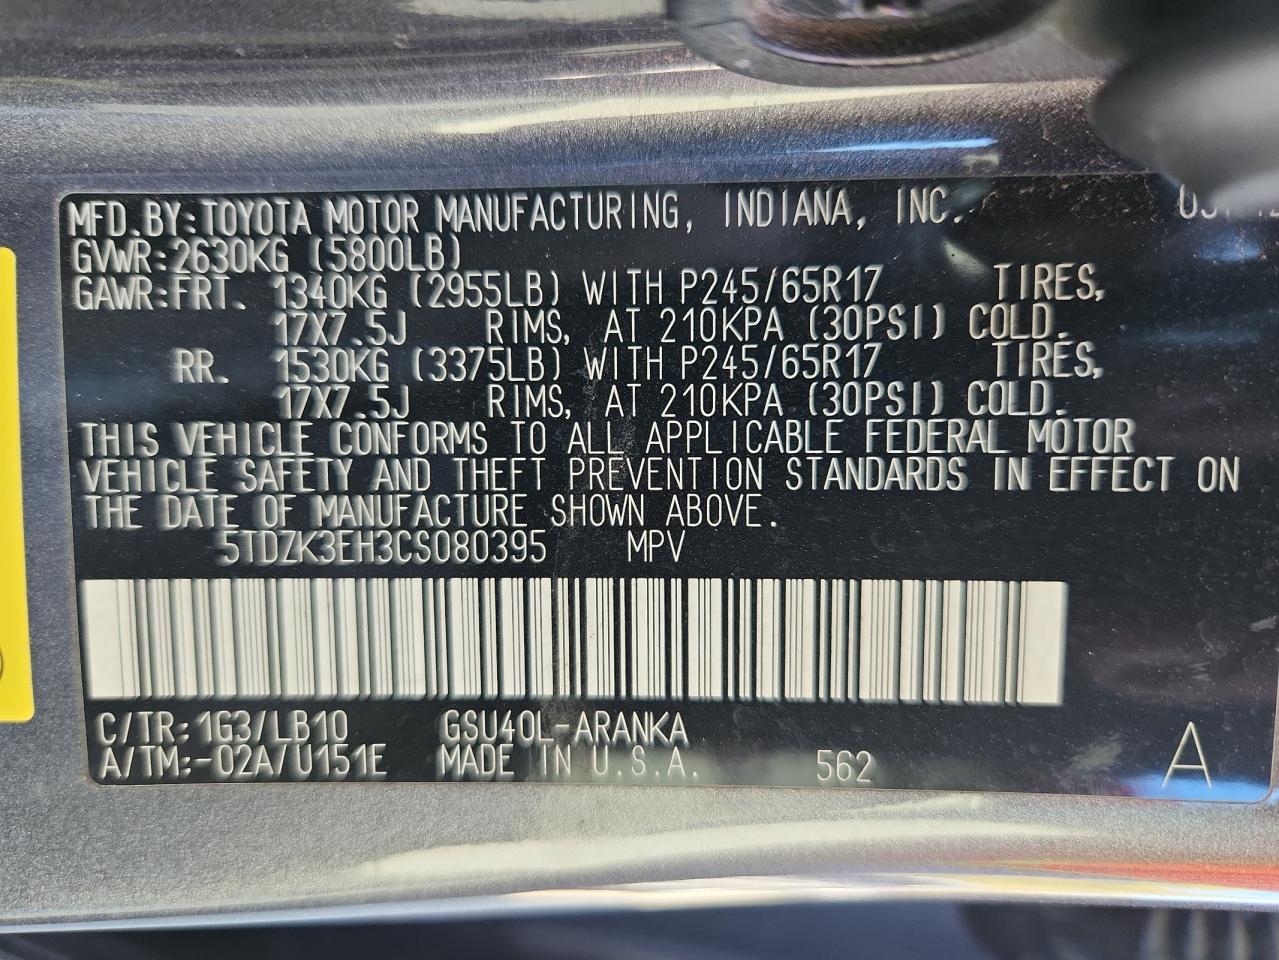 MFD.BY:TOYOTA MOTOR MANUFACTURING, INDIANA, INC.
GVWR:2630KG (5800LB)
GAWR:FRT. 1340KG (2955LB) WITH P245/65R17 TIRES,
17X7.5J RIMS, AT 210KPA (30PSI) COLD.
RR. 1530KG (3375LB) WITH P245/65R17 TIRES,
17X7.5J RIMS, AT 210KPA (30PSI) COLD.
THIS VEHICLE CONFORMS TO ALL APPLICABLE FEDERAL MOTOR
VEHICLE SAFETY AND THEFT PREVENTION STANDARDS IN EFFECT ON
THE DATE OF MANUFACTURE SHOWN ABOVE.
5TDZK3EH3CS080395 MPV
C/TR:1G3/LB10 GSU40L-ARANKA
A/TM:-02A/U151E MADE IN U.S.A. 562 A